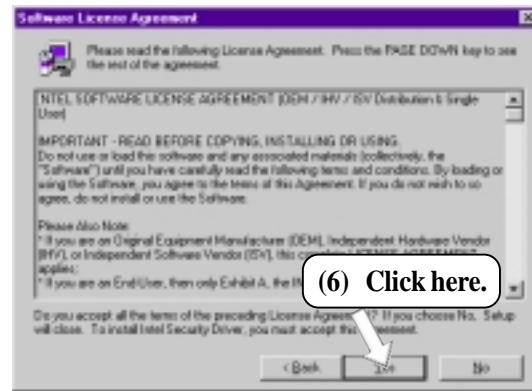 Software License Agreement
Please read the following License Agreement. Press the PAGE DOWN key to see
the rest of the agreement.
INTEL SOFTWARE LICENSE AGREEMENT (OEM / IHV / ISV Distribution & Single
User)
IMPORTANT - READ BEFORE COPYING, INSTALLING OR USING.
Do not use or load this software and any associated materials (collectively, the
"Software") until you have carefully read the following terms and conditions. By loading or
using the Software, you agree to the terms of this Agreement. If you do not wish to so
agree, do not install or use the Software.
Please Also Note:
* If you are an Original Equipment Manufacturer (OEM), Independent Hardware Vendor
(IHV), or Independent Software Vendor (ISV), this complete LICENSE AGREEMENT
applies;
* If you are an End-User, then only Exhibit A, the
(6) Click here.
Do you accept all the terms of the preceding License Agreement? If you choose No, Setup
will close. To install Intel Security Driver, you must accept this agreement.
< Back
Yes
No